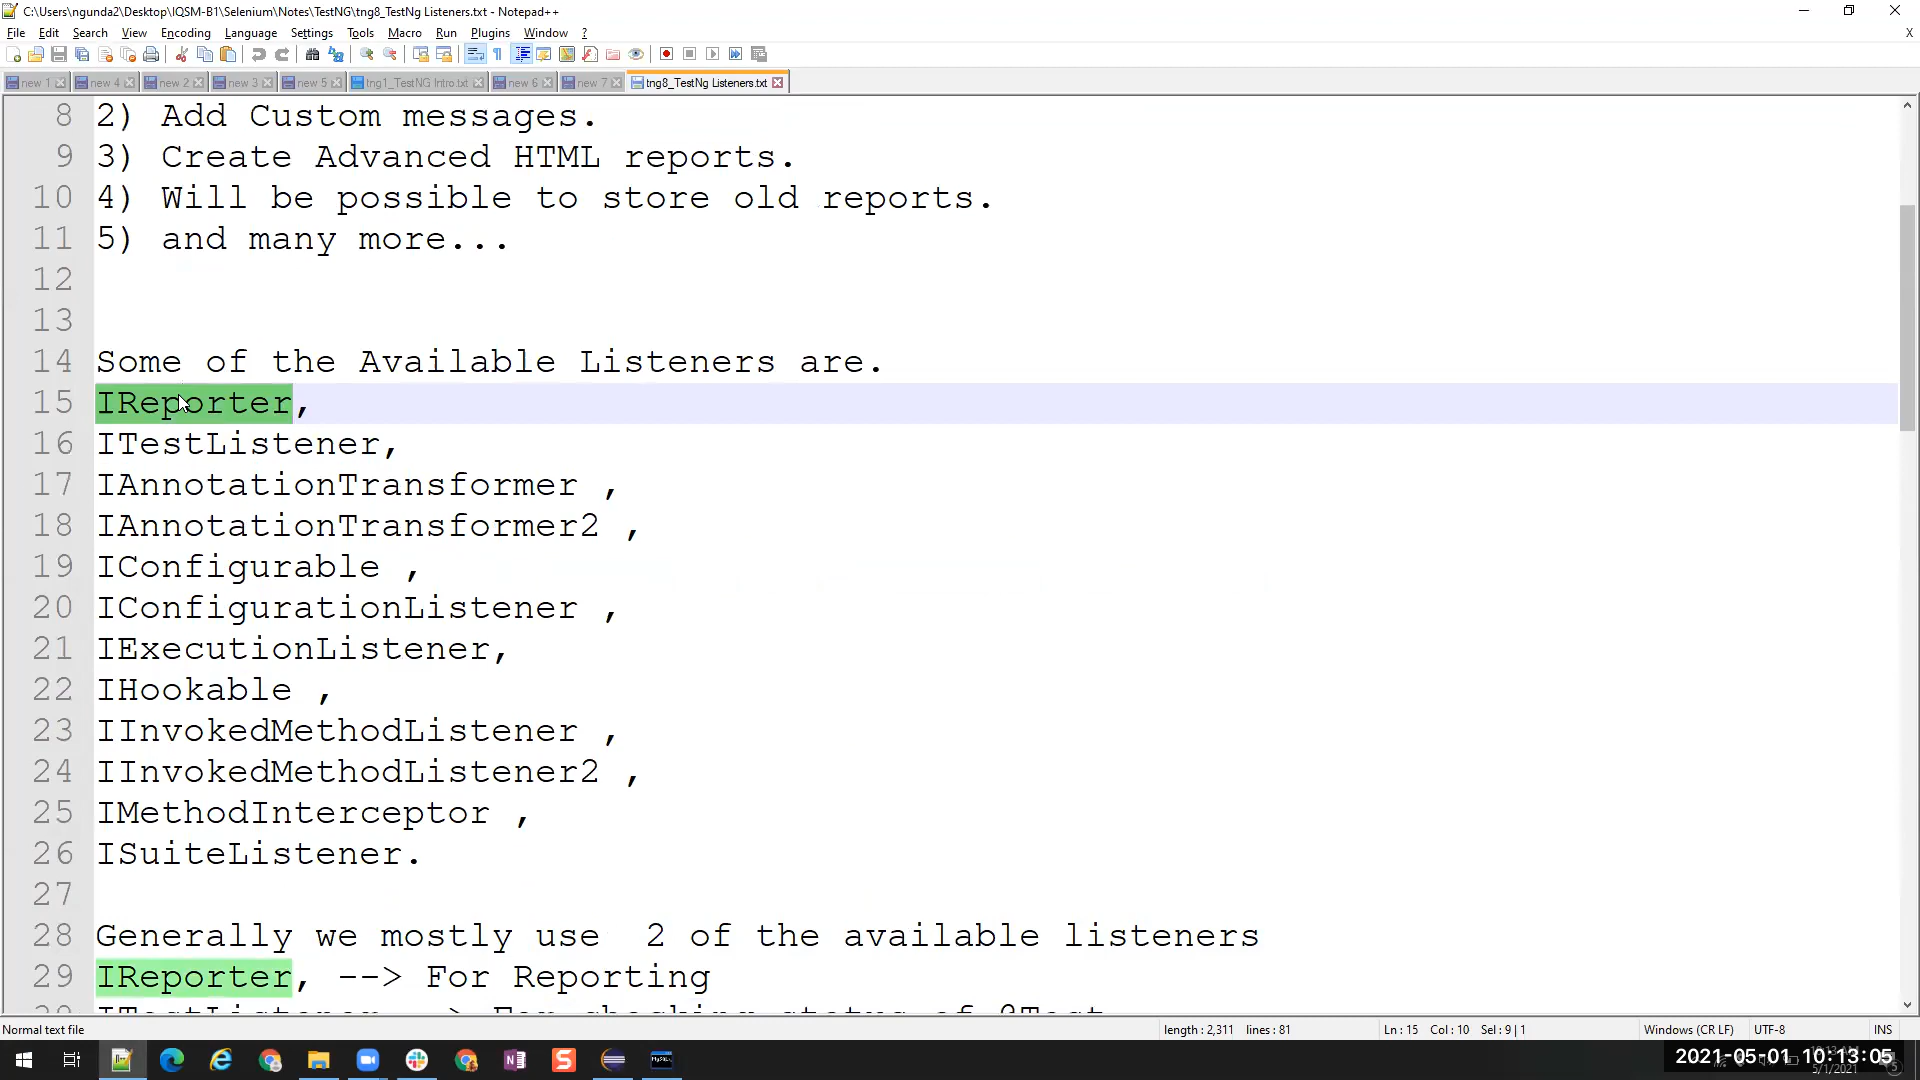 C:\Users\ngunda2\Desktop\IQSM-B1\Selenium\Notes\TestNG\tng8_TestNg Listeners.txt - Notepad++
File Edit Search View Encoding Language Settings Tools Macro Run Plugins Window ? X
new 1 new 4 new 2 new 3 new 5 tng1_TestNG Intro.txt new 6 new 7 tng8_TestNg Listeners.txt
8 2) Add Custom messages.
9 3) Create Advanced HTML reports.
10 4) Will be possible to store old reports.
11 5) and many more...
12
13
14 Some of the Available Listeners are.
15 IReporter,
16 ITestListener,
17 IAnnotationTransformer ,
18 IAnnotationTransformer2 ,
19 IConfigurable ,
20 IConfigurationListener ,
21 IExecutionListener,
22 IHookable ,
23 IInvokedMethodListener ,
24 IInvokedMethodListener2 ,
25 IMethodInterceptor ,
26 ISuiteListener.
27
28 Generally we mostly use  2 of the available listeners
29 IReporter, --> For Reporting
Normal text file length : 2,311 lines : 81 Ln : 15 Col : 10 Sel : 9 | 1 Windows (CR LF) UTF-8 INS
2021-05-01 10:13:05
5/1/2021